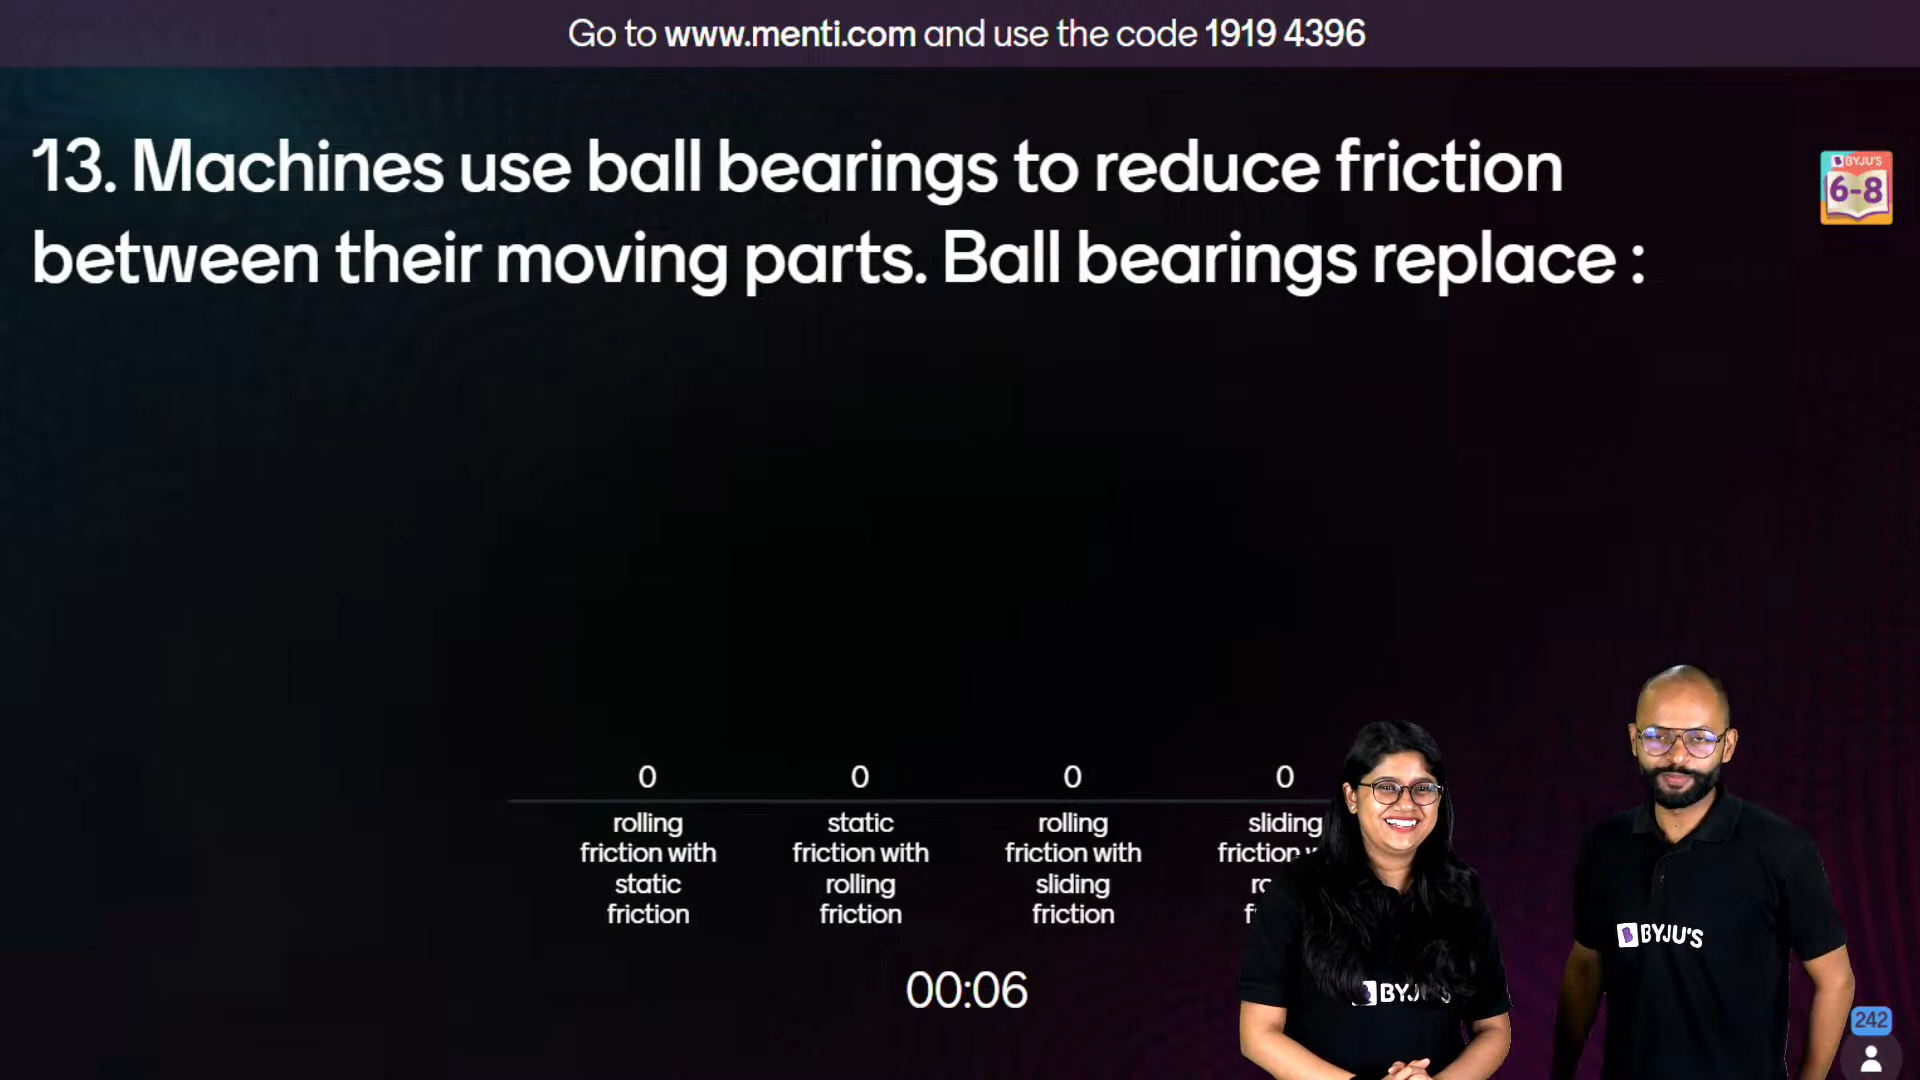 Go to www.menti.com and use the code 1919 4396
13. Machines use ball bearings to reduce friction
between their moving parts. Ball bearings replace :
BYJU'S
6-8
0
0
0
0
rolling
friction with
static
friction
static
friction with
rolling
friction
rolling
friction with
sliding
friction
sliding
friction
00:06
BYJU'S
BYJU'S
242